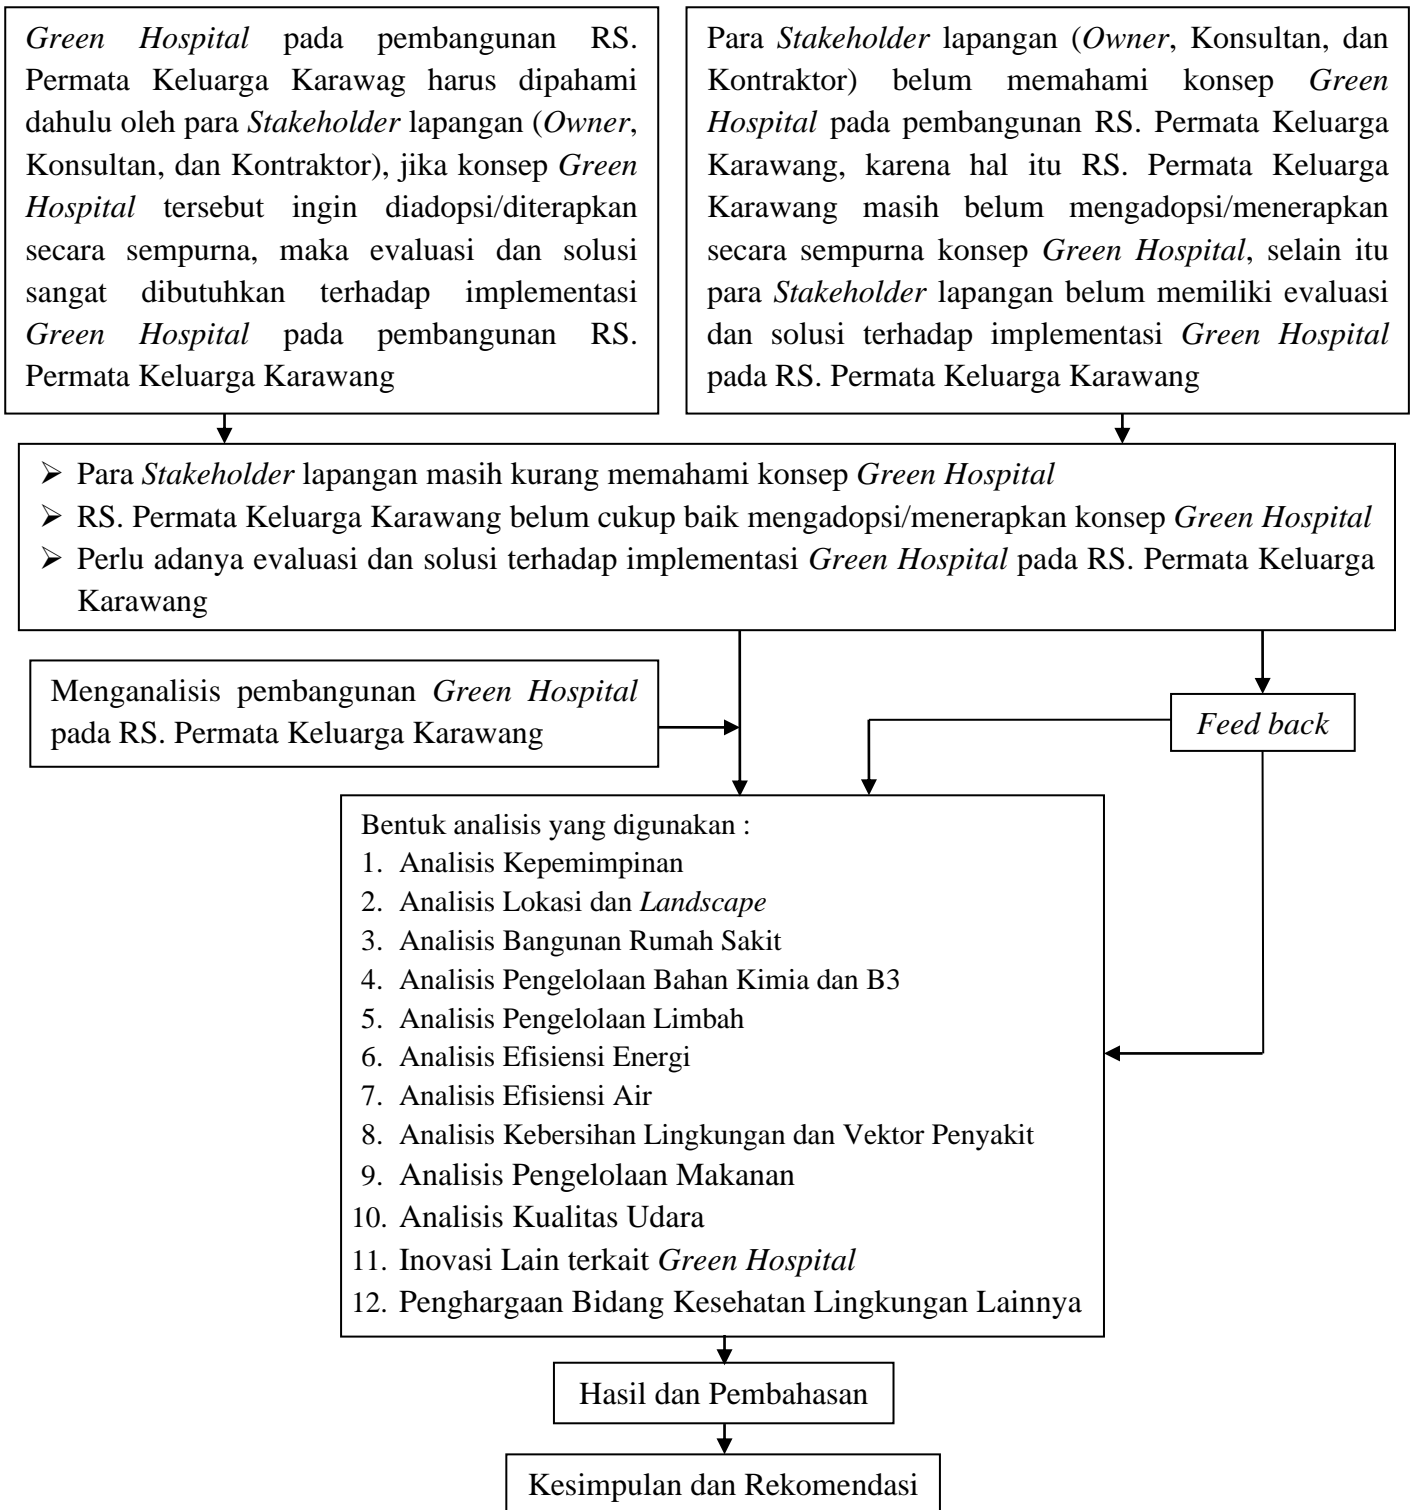 Green Hospital pada pembangunan RS.
Permata Keluarga Karawag harus dipahami
dahulu oleh para Stakeholder lapangan (Owner,
Konsultan, dan Kontraktor), jika konsep Green
Hospital tersebut ingin diadopsi/diterapkan
secara sempurna, maka evaluasi dan solusi
sangat dibutuhkan terhadap implementasi
Green Hospital pada pembangunan RS.
Permata Keluarga Karawang
Para Stakeholder lapangan (Owner, Konsultan, dan
Kontraktor) belum memahami konsep Green
Hospital pada pembangunan RS. Permata Keluarga
Karawang, karena hal itu RS. Permata Keluarga
Karawang masih belum mengadopsi/menerapkan
secara sempurna konsep Green Hospital, selain itu
para Stakeholder lapangan belum memiliki evaluasi
dan solusi terhadap implementasi Green Hospital
pada RS. Permata Keluarga Karawang
➢ Para Stakeholder lapangan masih kurang memahami konsep Green Hospital
➢ RS. Permata Keluarga Karawang belum cukup baik mengadopsi/menerapkan konsep Green Hospital
➢ Perlu adanya evaluasi dan solusi terhadap implementasi Green Hospital pada RS. Permata Keluarga
Karawang
Menganalisis pembangunan Green Hospital
pada RS. Permata Keluarga Karawang
Feed back
Bentuk analisis yang digunakan :
1. Analisis Kepemimpinan
2. Analisis Lokasi dan Landscape
3. Analisis Bangunan Rumah Sakit
4. Analisis Pengelolaan Bahan Kimia dan B3
5. Analisis Pengelolaan Limbah
6. Analisis Efisiensi Energi
7. Analisis Efisiensi Air
8. Analisis Kebersihan Lingkungan dan Vektor Penyakit
9. Analisis Pengelolaan Makanan
10. Analisis Kualitas Udara
11. Inovasi Lain terkait Green Hospital
12. Penghargaan Bidang Kesehatan Lingkungan Lainnya
Hasil dan Pembahasan
Kesimpulan dan Rekomendasi